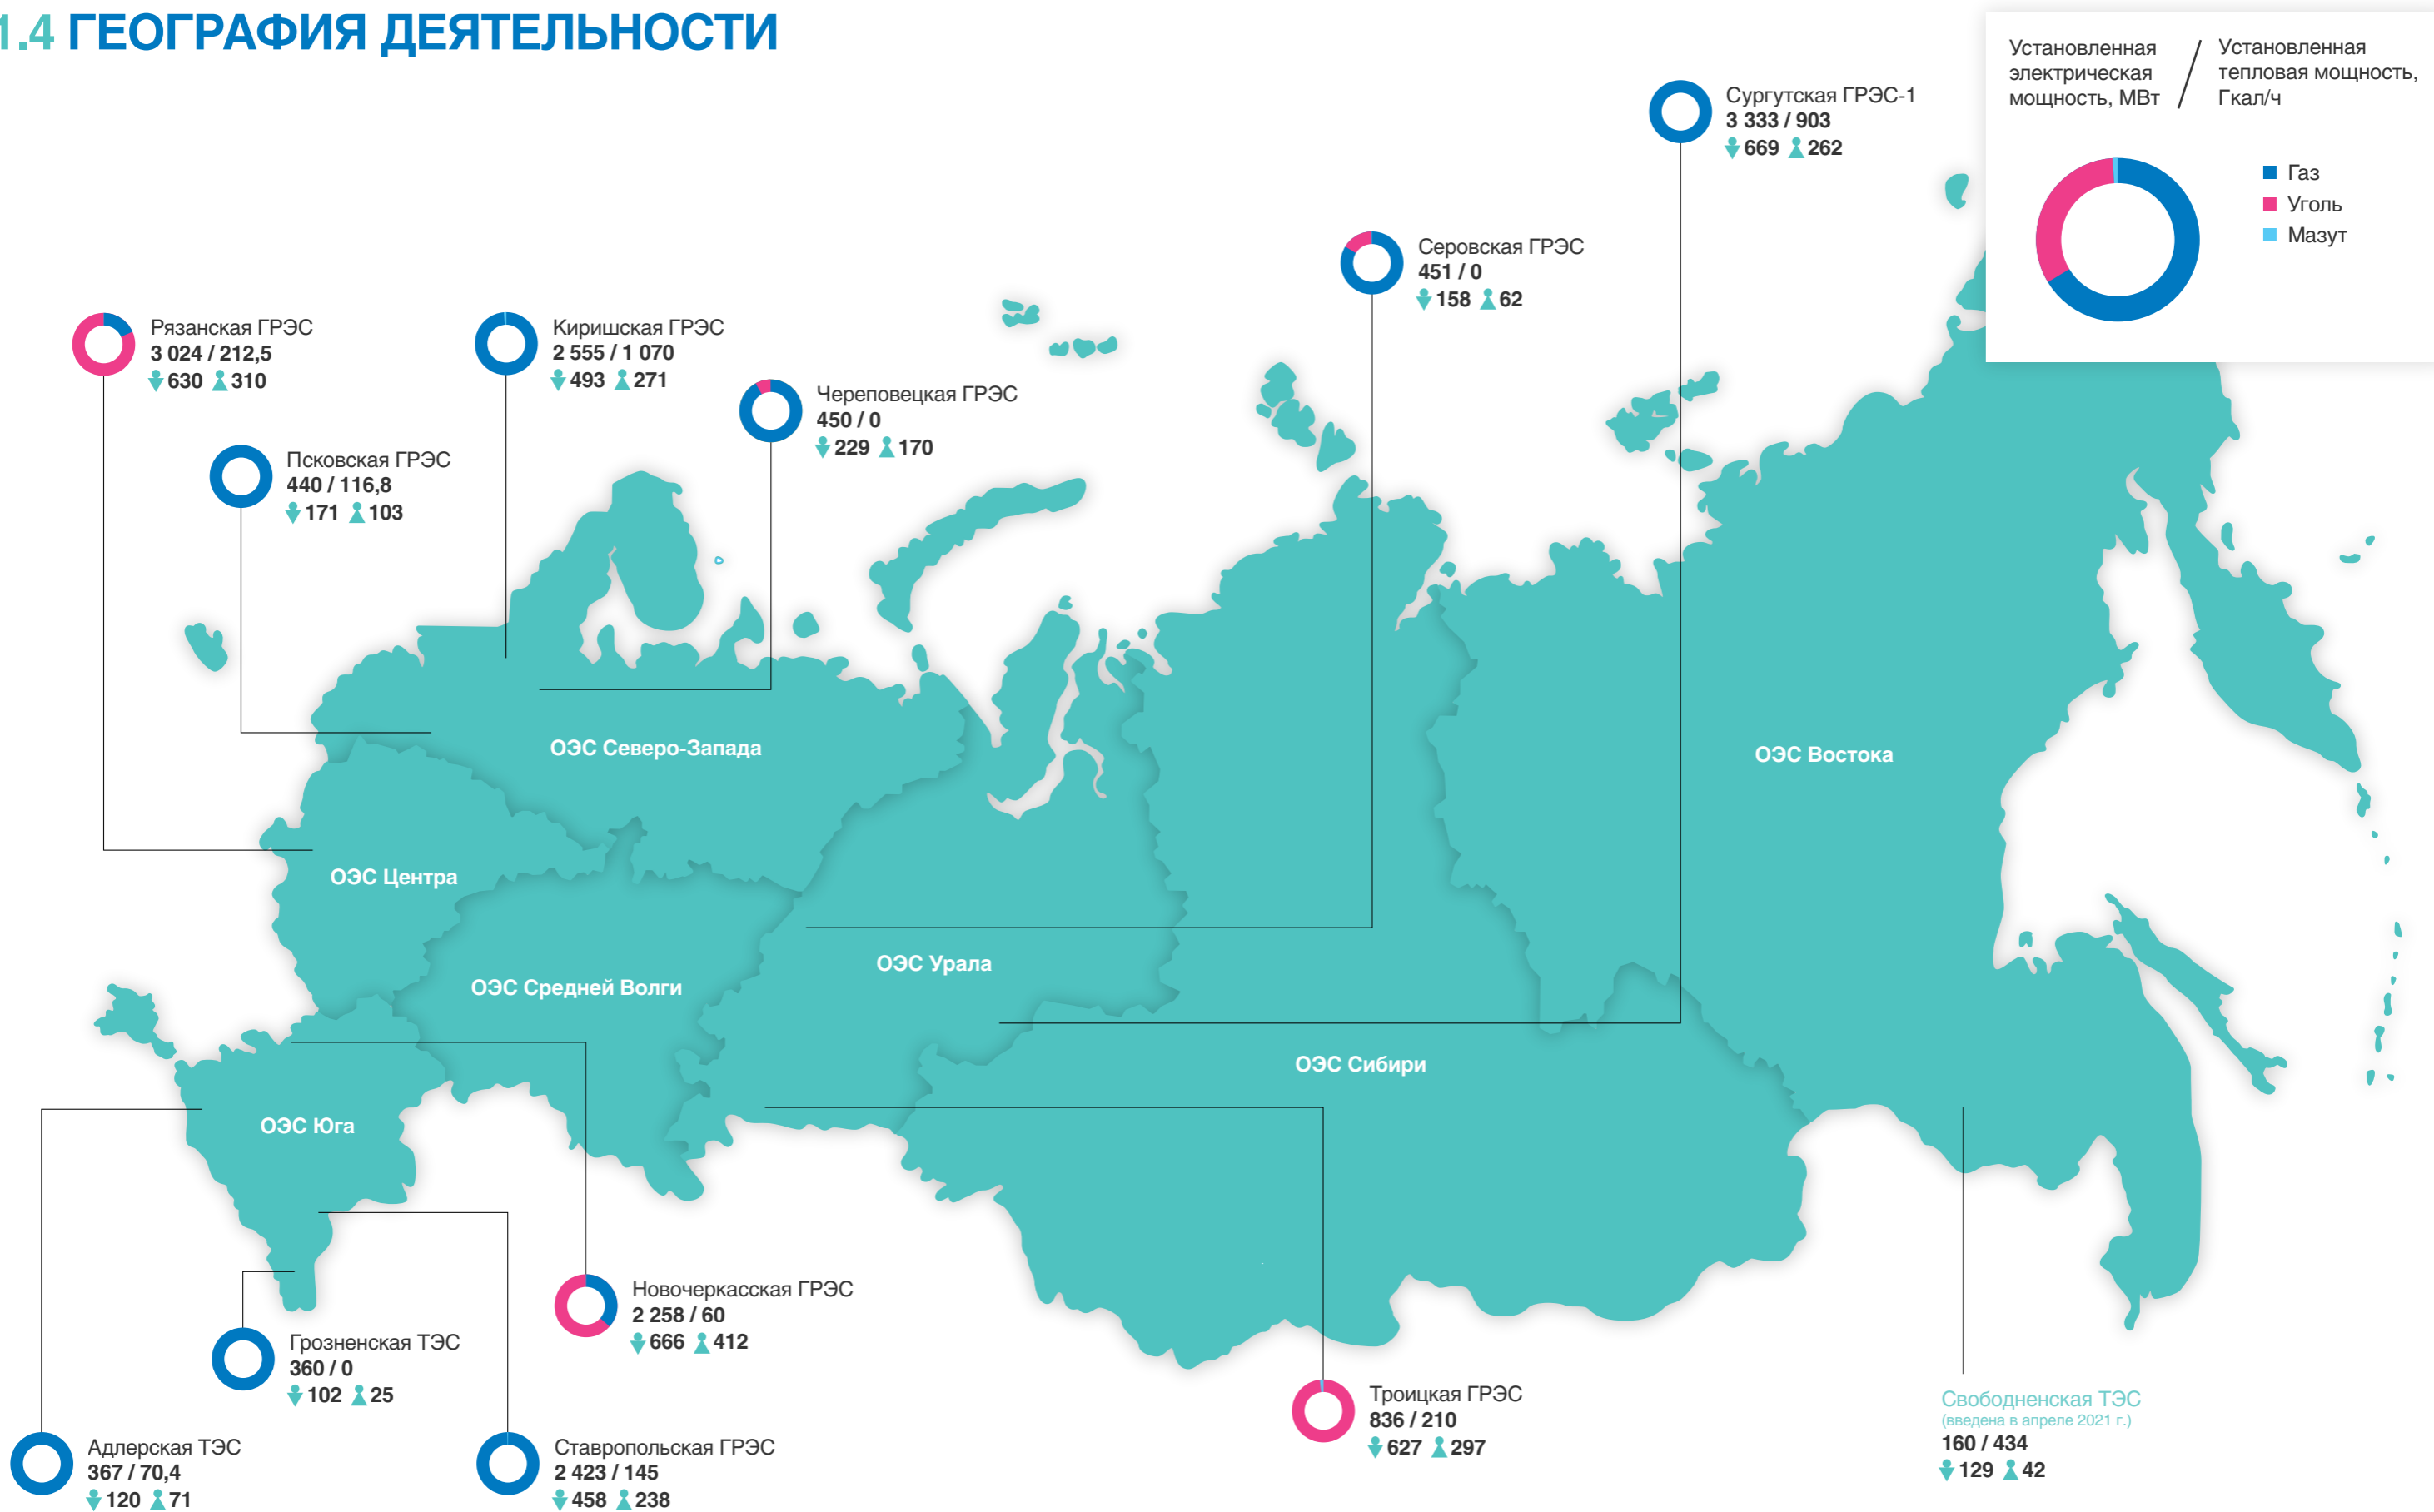 1.4 ГЕОГРАФИЯ ДЕЯТЕЛЬНОСТИ
Установленная
электрическая
мощность, МВт
/
Установленная
тепловая мощность,
Гкал/ч
Газ
Уголь
Мазут
Сургутская ГРЭС-1
3 333 / 903
669 262
Серовская ГРЭС
451 / 0
158 62
Рязанская ГРЭС
3 024 / 212,5
630 310
Киришская ГРЭС
2 555 / 1 070
493 271
Череповецкая ГРЭС
450 / 0
229 170
Псковская ГРЭС
440 / 116,8
171 103
ОЭС Северо-Запада
ОЭС Востока
ОЭС Центра
ОЭС Урала
ОЭС Средней Волги
ОЭС Сибири
ОЭС Юга
Новочеркасская ГРЭС
2 258 / 60
666 412
Грозненская ТЭС
360 / 0
102 25
Троицкая ГРЭС
836 / 210
627 297
Свободненская ТЭС
(введена в апреле 2021 г.)
160 / 434
129 42
Адлерская ТЭС
367 / 70,4
120 71
Ставропольская ГРЭС
2 423 / 145
458 238